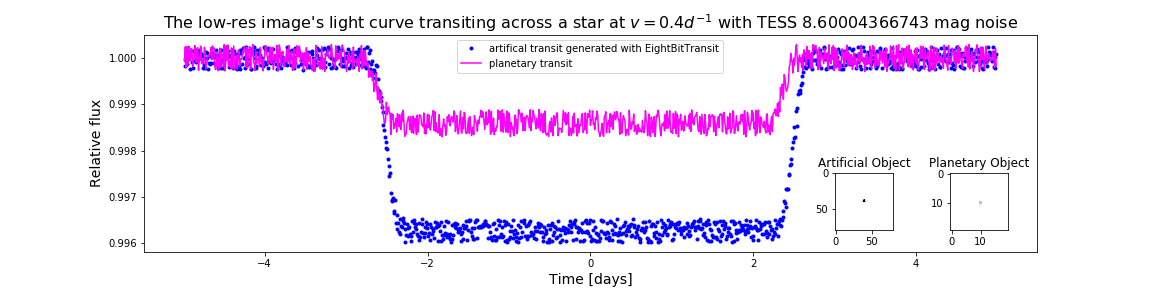 The low-res image's light curve transiting across a star at v = 0.4d⁻¹ with TESS 8.60004366743 mag noise
artifical transit generated with EightBitTransit
planetary transit
Relative flux
1.000
0.999
0.998
0.997
0.996
Artificial Object
Planetary Object
0
50
0
50
0
10
0
10
−4
−2
0
2
4
Time [days]